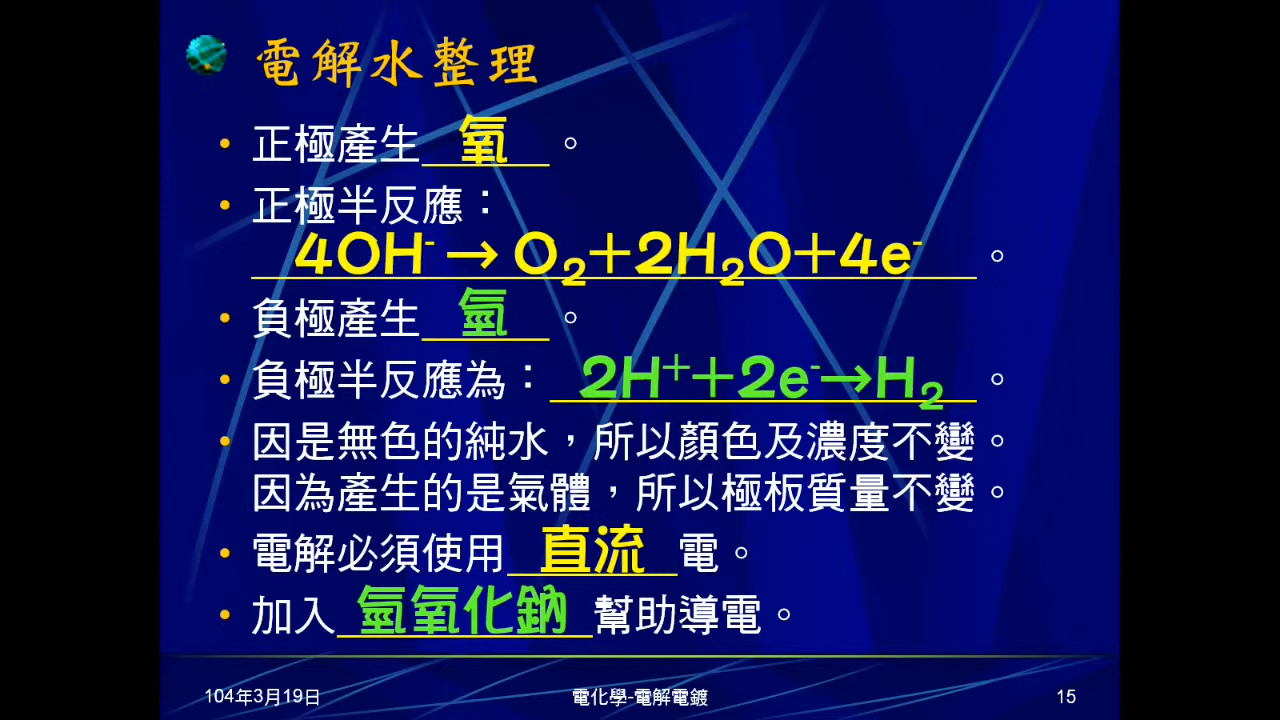 電解水整理
• 正極產生 氧 。
• 正極半反應：
4OH⁻ → O₂＋2H₂O＋4e⁻ 。
• 負極產生 氫 。
• 負極半反應為： 2H⁺＋2e⁻→H₂ 。
• 因是無色的純水，所以顏色及濃度不變。
因為產生的是氣體，所以極板質量不變。
• 電解必須使用 直流 電。
• 加入 氫氧化鈉 幫助導電。
104年3月19日 電化學-電解電鍍 15